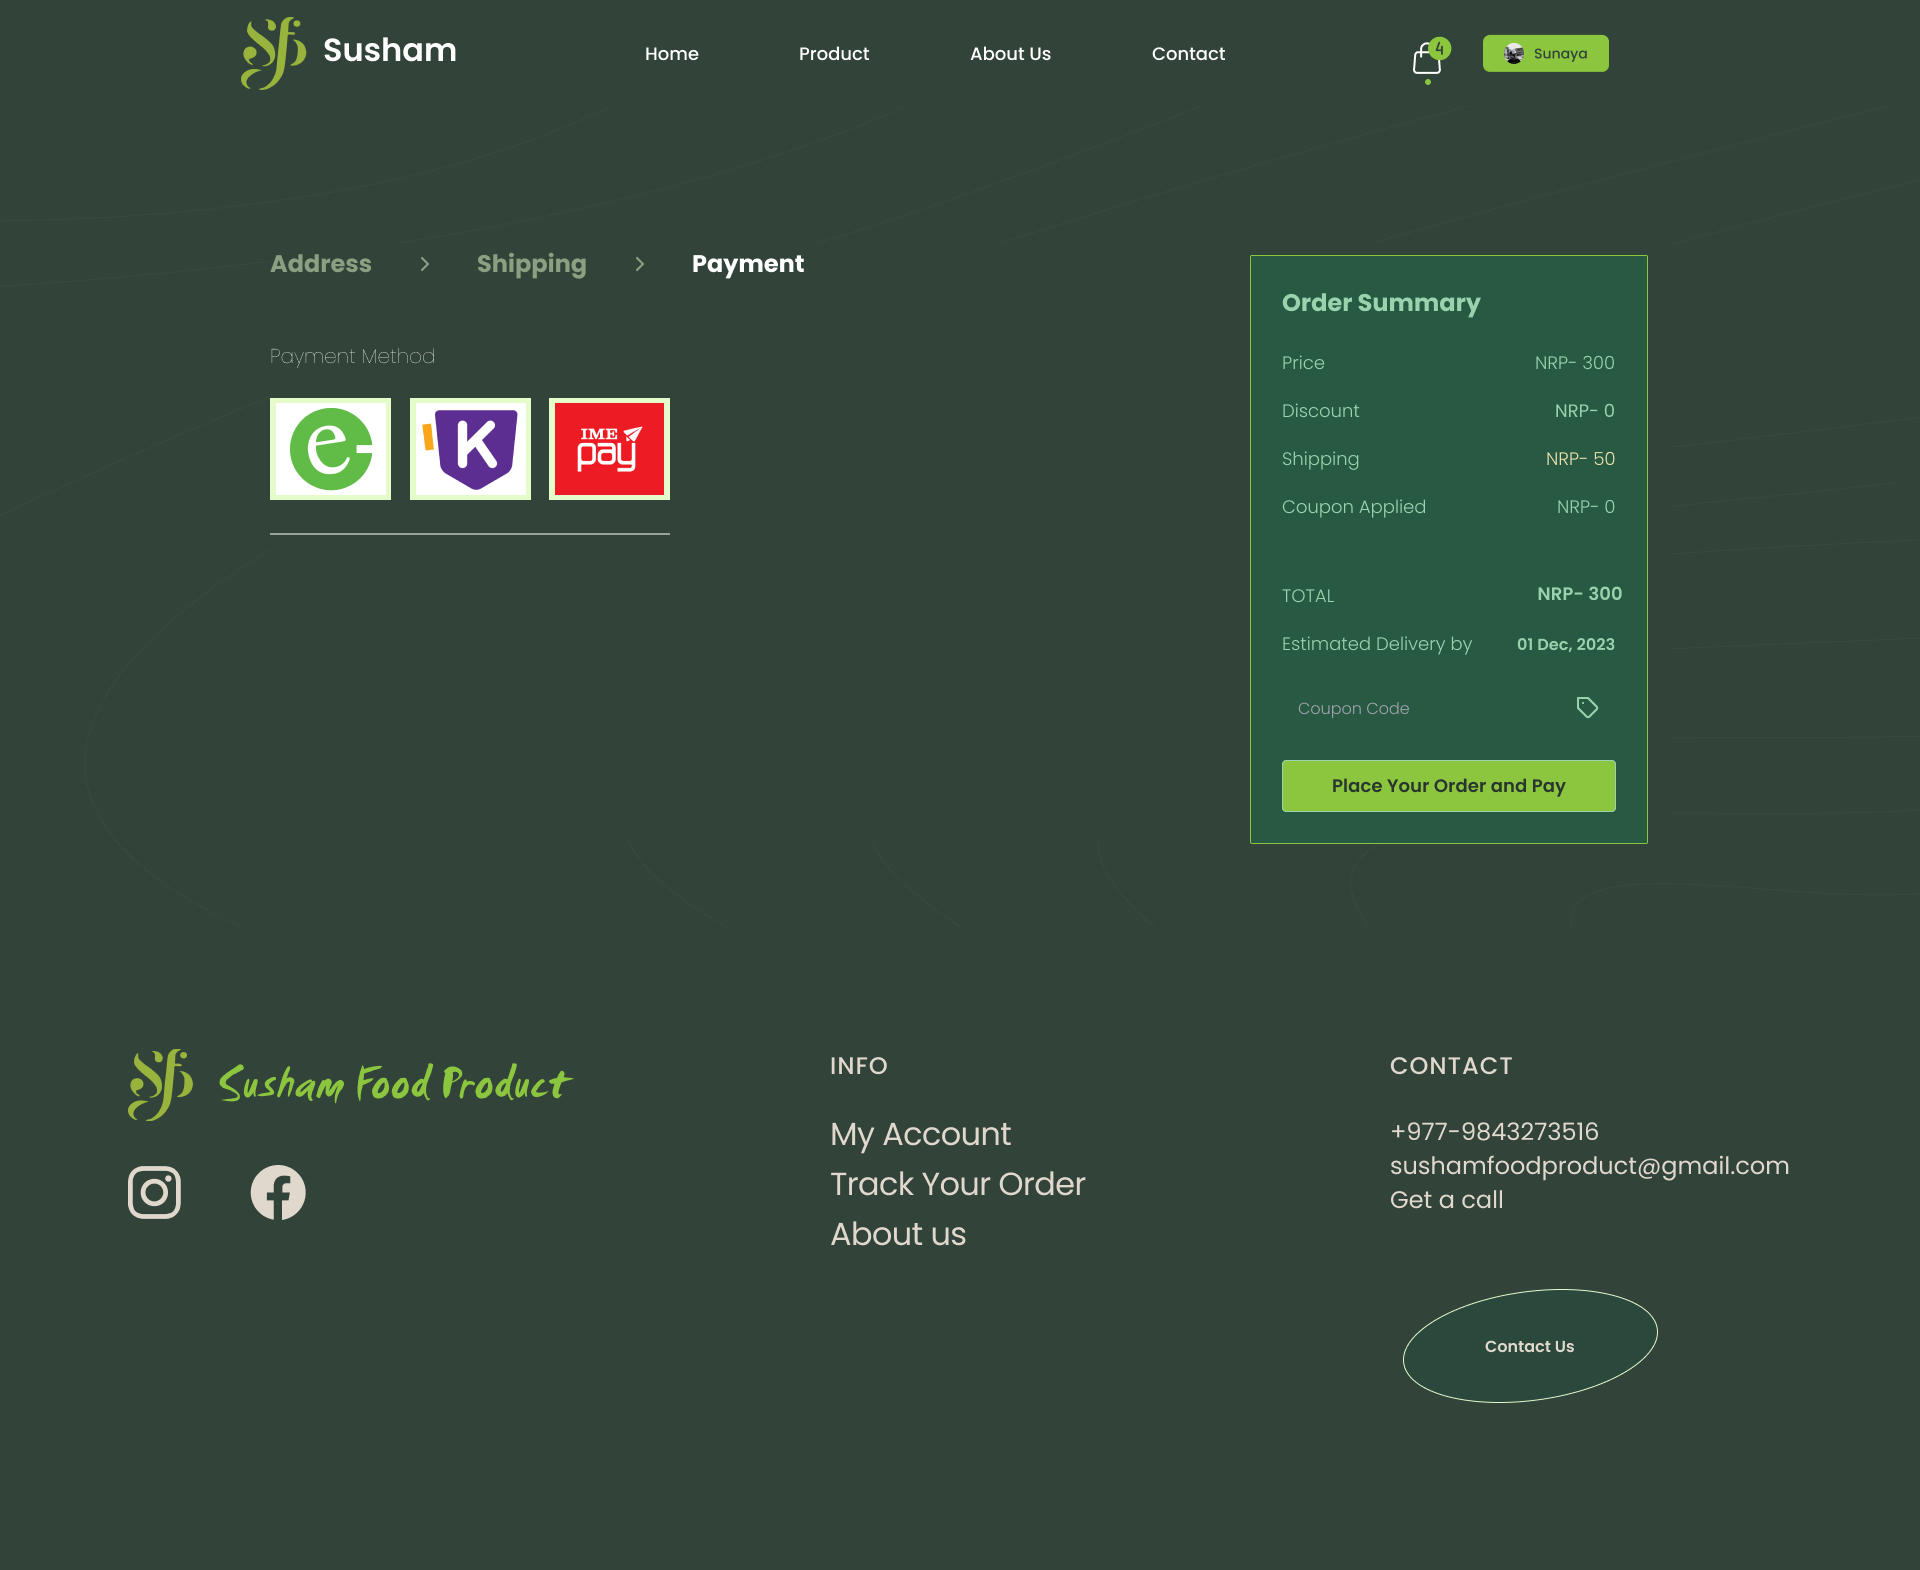 Susham
Home
Product
About Us
Contact
4
Sunaya
Address
Shipping
Payment
Payment Method
e
K
IME
pay
Order Summary
Price NRP- 300
Discount NRP- 0
Shipping NRP- 50
Coupon Applied NRP- 0
TOTAL NRP- 300
Estimated Delivery by 01 Dec, 2023
Coupon Code
Place Your Order and Pay
Susham Food Product
INFO
My Account
Track Your Order
About us
CONTACT
+977-9843273516
sushamfoodproduct@gmail.com
Get a call
Contact Us